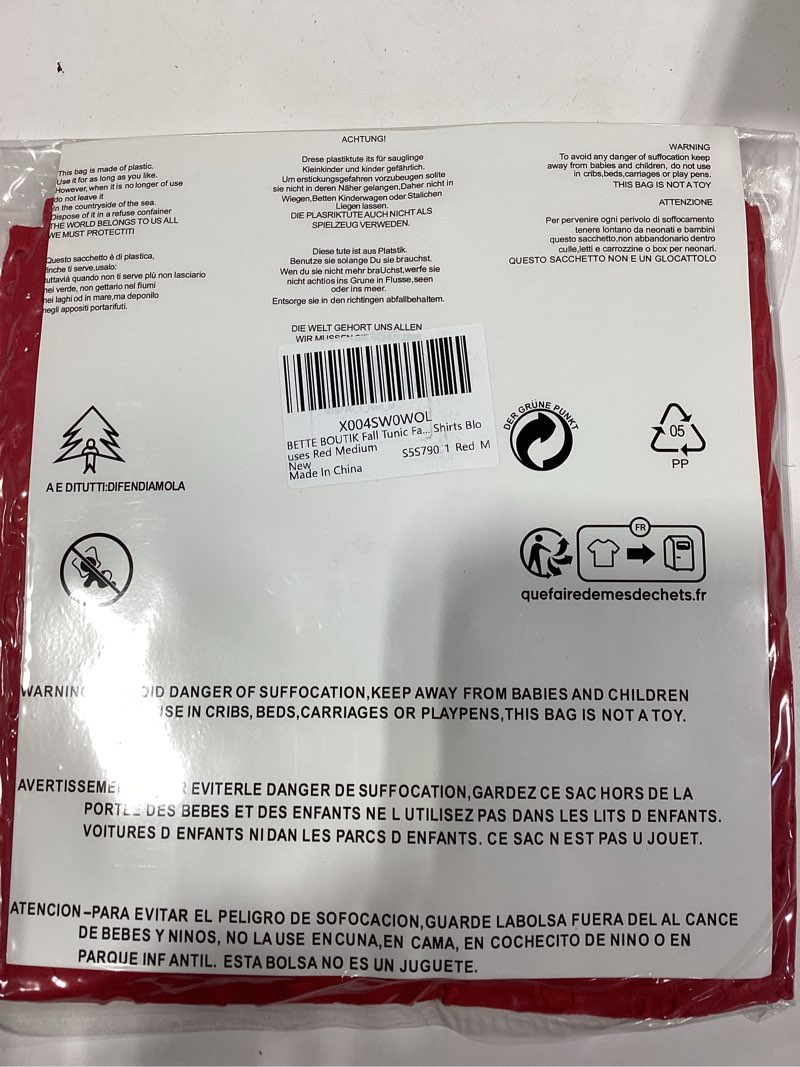 This bag is made of plastic.
Use it for as long as you like.
However, when it is no longer of use
do not leave it
in the countryside of the sea.
Dispose of it in a refuse container
THE WORLD BELONGS TO US ALL
WE MUST PROTECTITI
Questo sacchetto è di plastica,
finche ti serve,usalo:
tuttavià quando non ti serve plù non lasciario
nei verde, non gettario nel fiumi
nei laghi od in mare,ma deponilo
negli appositi portarifuti.
ACHTUNG!
Drese plastiktute its für sauglinge
Kleinkinder und kinder gefährlich.
Um erstickungsgefahren vorzubeugen solite
sie nicht in deren Näher gelangen,Daher nicht in
Wiegen,Betten Kinderwagen oder Stalichen
Liegen lassen.
DIE PLASRIKTUTE AUCH NICHT ALS
SPIELZEUG VERWEDEN.
Diese tute ist aus Platstik.
Benutze sie solange Du sie brauchst.
Wen du sie nicht mehr braUchst,werfe sie
nicht achtios ins Grune in Flusse,seen
oder ins meer.
Entsorge sie in den richtingen abfallbehaltem.
DIE WELT GEHORT UNS ALLEN
WIR
WARNING
To avoid any danger of suffocation keep
away from babies and children, do not use
in cribs,beds,carriages or play pens.
THIS BAG IS NOT A TOY
ATTENZIONE
Per pervenire ogni perivolo di soffocamento
tenere lontano da neonati e bambini
questo sacchetto,non abbandonario dentro
culle,letti e carrozzine o box per neonari.
QUESTO SACCHETTO NON E UN GLOCATTOLO
X004SW0WOL
BETTE BOUTIK Fall Tunic Fa... Shirts Blo
uses Red Medium S5S790 1 Red M
New
Made In China
DER GRÜNE PUNKT
05
PP
A E DITUTTI:DIFENDIAMOLA
FR
quefairedemesdechets.fr
DANGER OF SUFFOCATION,KEEP AWAY FROM BABIES AND CHILDREN
IN CRIBS, BEDS,CARRIAGES OR PLAYPENS,THIS BAG IS NOT A TOY.
EVITERLE DANGER DE SUFFOCATION,GARDEZ CE SAC HORS DE LA
PORTEE DES BEBES ET DES ENFANTS NE L UTILISEZ PAS DANS LES LITS D ENFANTS.
VOITURES D ENFANTS NI DAN LES PARCS D ENFANTS. CE SAC N EST PAS U JOUET.
ATENCION-PARA EVITAR EL PELIGRO DE SOFOCACION,GUARDE LABOLSA FUERA DEL AL CANCE
DE BEBES Y NINOS, NO LA USE EN CUNA,EN CAMA, EN COCHECITO DE NINO O EN
PARQUE INF ANTIL. ESTA BOLSA NO ES UN JUGUETE.